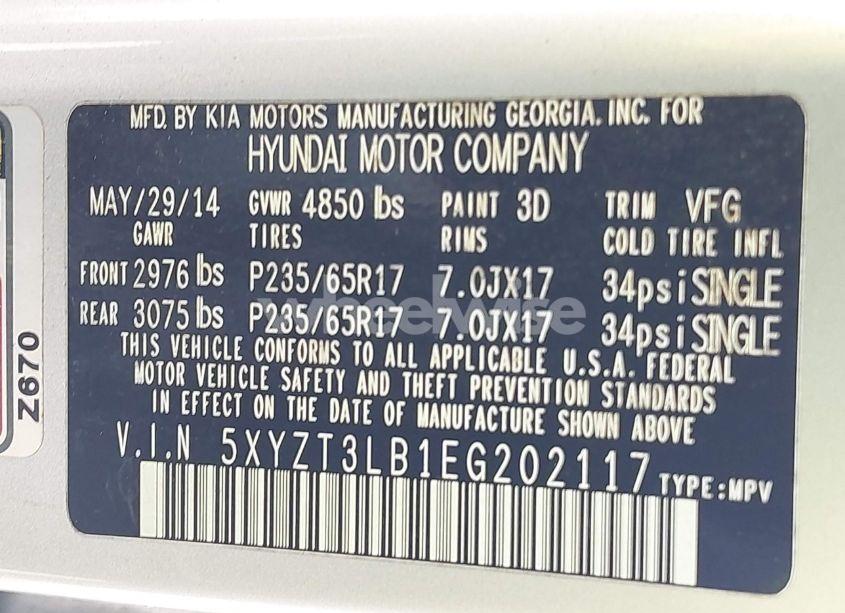 MFD. BY KIA MOTORS MANUFACTURING GEORGIA. INC. FOR
HYUNDAI MOTOR COMPANY
MAY/29/14 GVWR 4850 lbs PAINT 3D TRIM VFG
GAWR TIRES RIMS COLD TIRE INFL
FRONT 2976 lbs P235/65R17 7.0JX17 34psi SINGLE
REAR 3075 lbs P235/65R17 7.0JX17 34psi SINGLE
THIS VEHICLE CONFORMS TO ALL APPLICABLE U.S.A. FEDERAL
MOTOR VEHICLE SAFETY AND THEFT PREVENTION STANDARDS
IN EFFECT ON THE DATE OF MANUFACTURE SHOWN ABOVE
V.I.N 5XYZT3LB1EG202117 TYPE:MPV
Z670
wheelwise